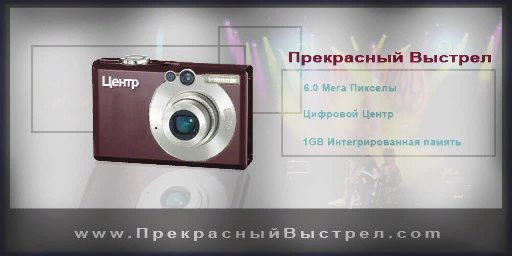 Прекрасный Выстрел
Центр
6.0 Мега Пикселы
Цифровой Центр
1GB Интегрированная память
www.ПрекрасныйВыстрел.com